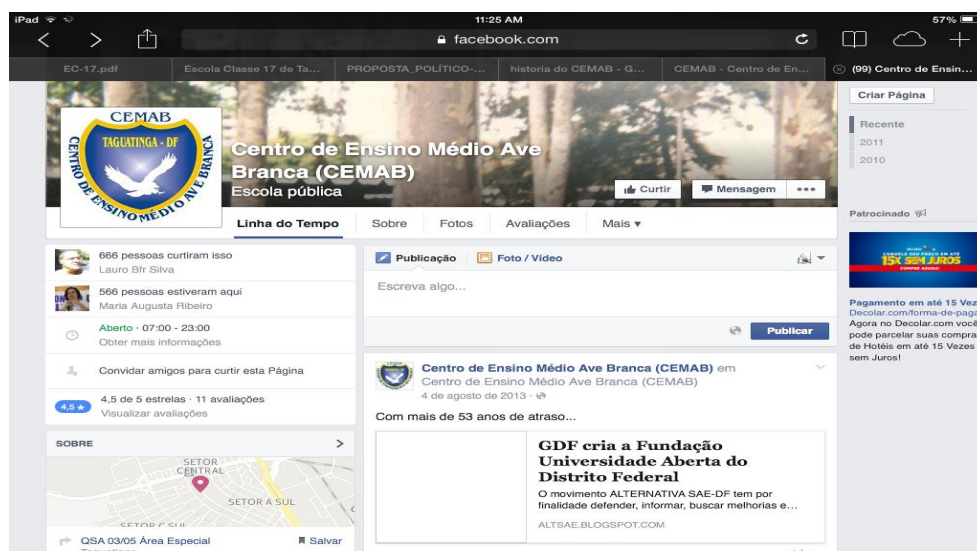 iPad
11:25 AM
57%
facebook.com
EC-17.pdf
Escola Classe 17 de Ta...
PROPOSTA_POLÍTICO-...
historia do CEMAB - G...
CEMAB - Centro de En...
(99) Centro de Ensin...
CEMAB
TAGUATINGA - DF
CENTRO DE ENSINO MÉDIO AVE BRANCA
Centro de Ensino Médio Ave
Branca (CEMAB)
Escola pública
Curtir
Mensagem
Linha do Tempo
Sobre
Fotos
Avaliações
Mais
666 pessoas curtiram isso
Lauro Bfr Silva
566 pessoas estiveram aqui
Maria Augusta Ribeiro
Aberto · 07:00 - 23:00
Obter mais informações
Convidar amigos para curtir esta Página
4,5
4,5 de 5 estrelas · 11 avaliações
Visualizar avaliações
SOBRE
SETOR
CENTRAL
SETOR A SUL
SETOR C SUL
QSA 03/05 Área Especial
Salvar
Taguatinga
Publicação
Foto / Vídeo
Escreva algo...
Publicar
Centro de Ensino Médio Ave Branca (CEMAB) em
Centro de Ensino Médio Ave Branca (CEMAB)
4 de agosto de 2013 ·
Com mais de 53 anos de atraso...
GDF cria a Fundação
Universidade Aberta do
Distrito Federal
O movimento ALTERNATIVA SAE-DF tem por
finalidade defender, informar, buscar melhorias e...
ALTSAE.BLOGSPOT.COM
Criar Página
Recente
2011
2010
Patrocinado
15X SEM JUROS
COMPRE AGORA!
Pagamento em até 15 Vez
Decolar.com/forma-de-paga
Agora no Decolar.com você
pode parcelar suas compra
de Hotéis em até 15 Vezes
sem Juros!